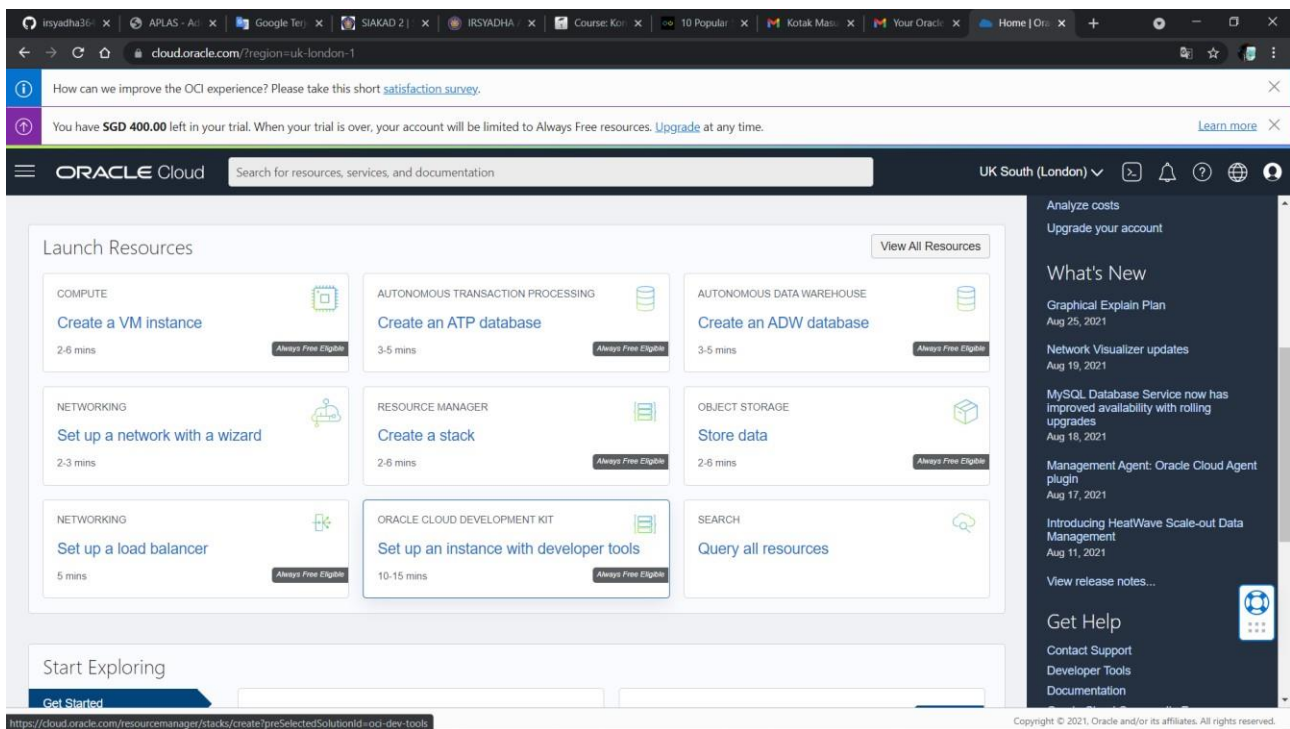 irsyadha36
APLAS - Ad
Google Terj
SIAKAD 2 |
IRSYADHA /
Course: Kon
10 Popular
Kotak Masu
Your Oracle
Home | Ora
cloud.oracle.com/?region=uk-london-1
How can we improve the OCI experience? Please take this short satisfaction survey.
You have SGD 400.00 left in your trial. When your trial is over, your account will be limited to Always Free resources. Upgrade at any time.
Learn more
ORACLE Cloud
Search for resources, services, and documentation
UK South (London)
Launch Resources
View All Resources
COMPUTE
Create a VM instance
2-6 mins
Always Free Eligible
AUTONOMOUS TRANSACTION PROCESSING
Create an ATP database
3-5 mins
Always Free Eligible
AUTONOMOUS DATA WAREHOUSE
Create an ADW database
3-5 mins
Always Free Eligible
NETWORKING
Set up a network with a wizard
2-3 mins
RESOURCE MANAGER
Create a stack
2-6 mins
Always Free Eligible
OBJECT STORAGE
Store data
2-6 mins
Always Free Eligible
NETWORKING
Set up a load balancer
5 mins
Always Free Eligible
ORACLE CLOUD DEVELOPMENT KIT
Set up an instance with developer tools
10-15 mins
Always Free Eligible
SEARCH
Query all resources
Start Exploring
Get Started
Analyze costs
Upgrade your account
What's New
Graphical Explain Plan
Aug 25, 2021
Network Visualizer updates
Aug 19, 2021
MySQL Database Service now has
improved availability with rolling
upgrades
Aug 18, 2021
Management Agent: Oracle Cloud Agent
plugin
Aug 17, 2021
Introducing HeatWave Scale-out Data
Management
Aug 11, 2021
View release notes...
Get Help
Contact Support
Developer Tools
Documentation
https://cloud.oracle.com/resourcemanager/stacks/create?preSelectedSolutionId=oci-dev-tools
Copyright © 2021, Oracle and/or its affiliates. All rights reserved.